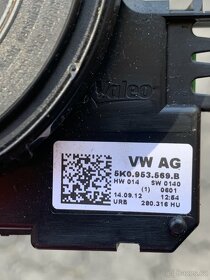 Valeo
VW AG
5K0.953.569.B
HW 014 SW 0140
(1) 0601
14.09.12 12:54
URB 280.316 HU